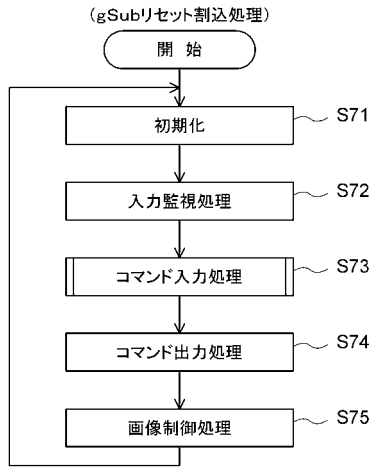 (gSubリセット割込処理)
開 始
初期化
S71
入力監視処理
S72
コマンド入力処理
S73
コマンド出力処理
S74
画像制御処理
S75